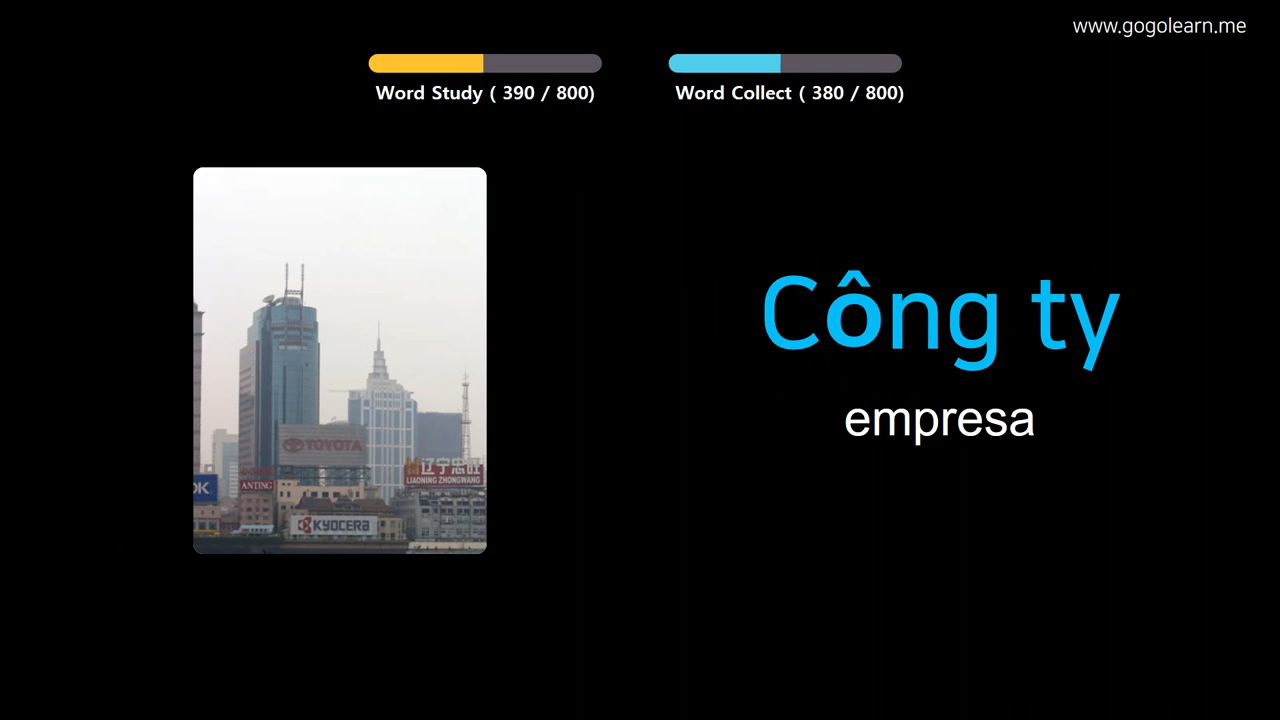 www.gogolearn.me
Word Study ( 390 / 800)
Word Collect ( 380 / 800)
Công ty
empresa
TOYOTA
辽宁忠旺
LIAONING ZHONGWANG
OK
ANTING
KYOCERA